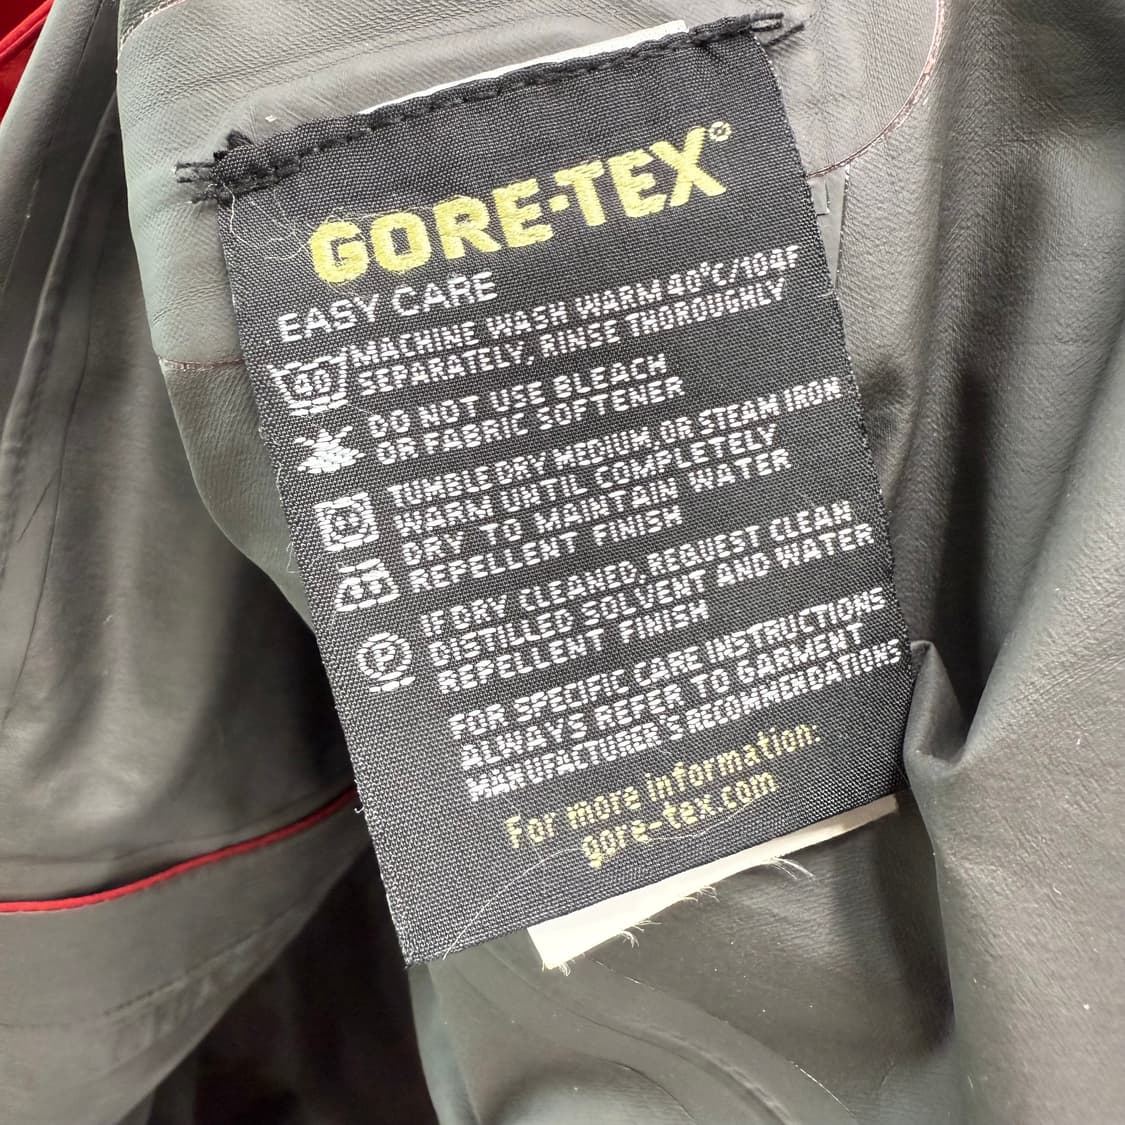 GORE-TEX®
EASY CARE
MACHINE WASH WARM 40°C/104F
SEPARATELY, RINSE THOROUGHLY
40
DO NOT USE BLEACH
OR FABRIC SOFTENER
TUMBLE DRY MEDIUM, OR STEAM IRON
WARM UNTIL COMPLETELY
DRY TO MAINTAIN WATER
REPELLENT FINISH
IF DRY CLEANED, REQUEST CLEAN
DISTILLED SOLVENT AND WATER
REPELLENT FINISH
P
FOR SPECIFIC CARE INSTRUCTIONS
ALWAYS REFER TO GARMENT
MANUFACTURER'S RECOMMENDATIONS
For more information:
gore-tex.com